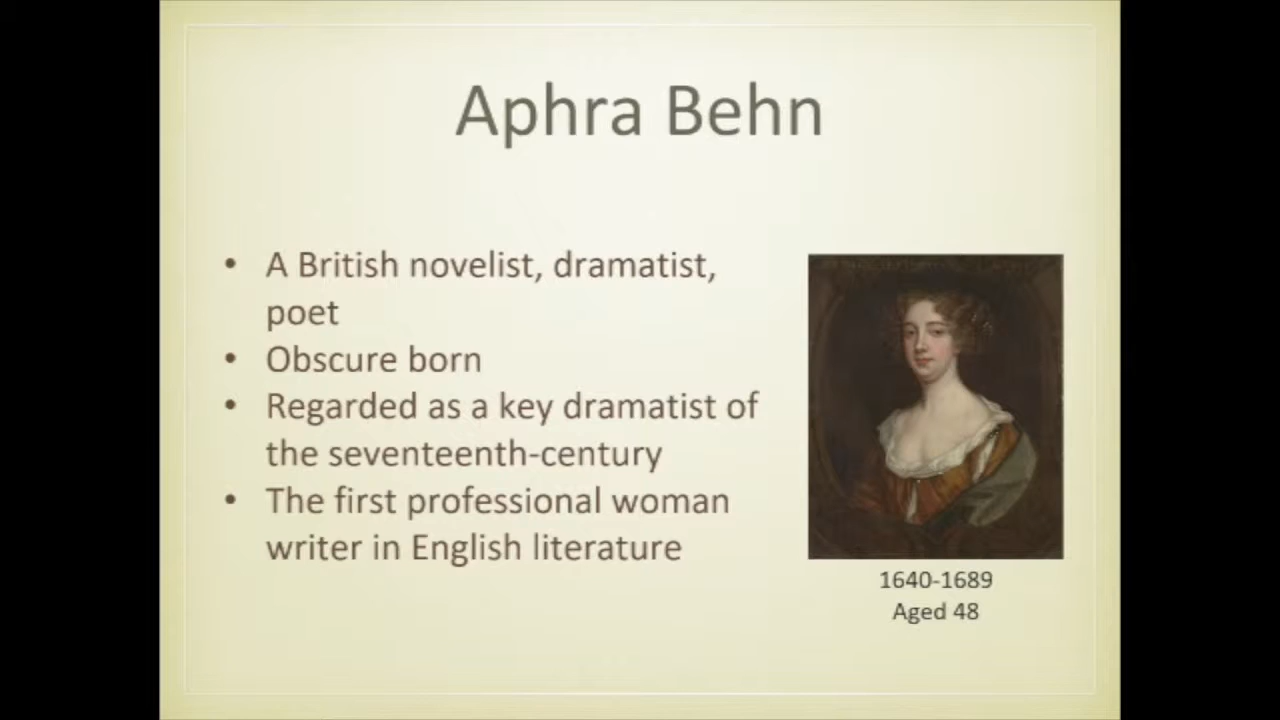 Aphra Behn
• A British novelist, dramatist,
poet
• Obscure born
• Regarded as a key dramatist of
the seventeenth-century
• The first professional woman
writer in English literature
1640-1689
Aged 48